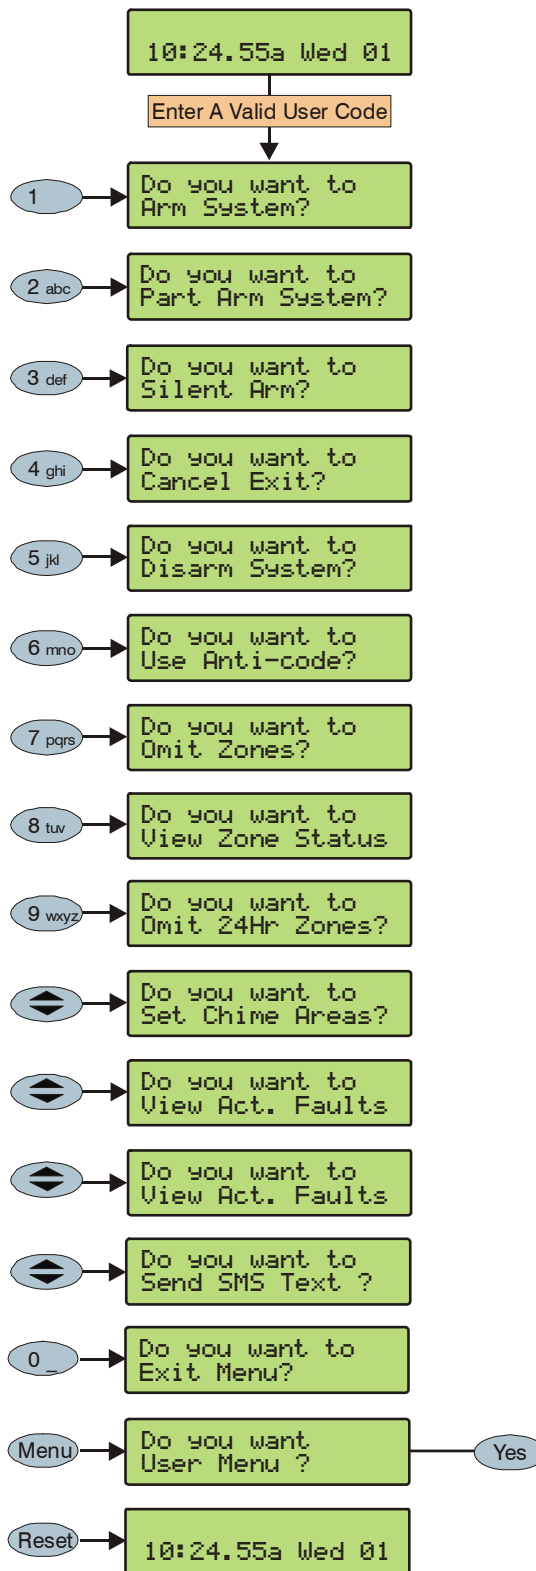 10:24.55a Wed 01
Enter A Valid User Code
1
Do you want to
Arm System?
2 abc
Do you want to
Part Arm System?
3 def
Do you want to
Silent Arm?
4 ghi
Do you want to
Cancel Exit?
5 jkl
Do you want to
Disarm System?
6 mno
Do you want to
Use Anti-code?
7 pqrs
Do you want to
Omit Zones?
8 tuv
Do you want to
View Zone Status
9 wxyz
Do you want to
Omit 24Hr Zones?
Do you want to
Set Chime Areas?
Do you want to
View Act. Faults
Do you want to
View Act. Faults
Do you want to
Send SMS Text ?
0 _
Do you want to
Exit Menu?
Menu
Do you want
User Menu ?
Yes
Reset
10:24.55a Wed 01